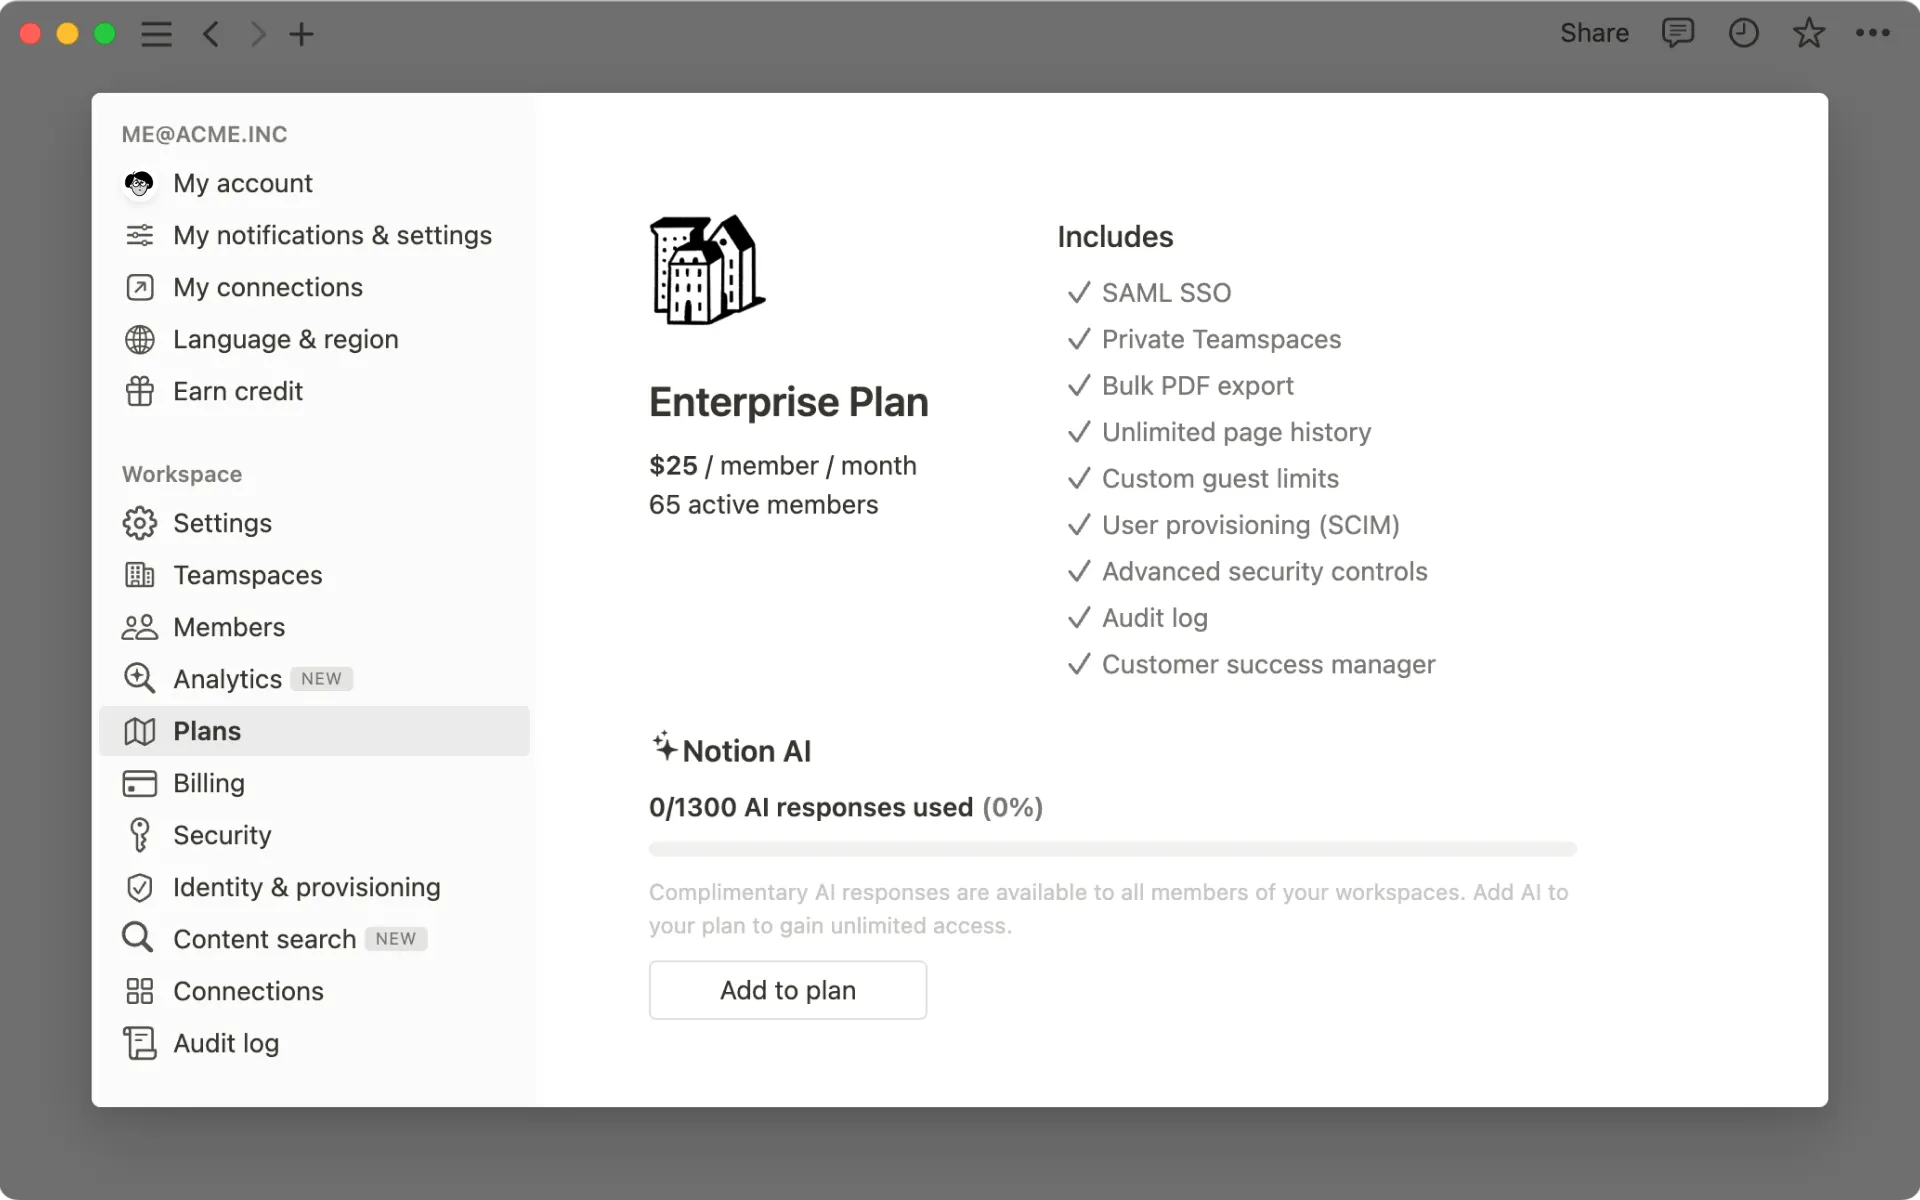 Share
ME@ACME.INC
My account
My notifications & settings
My connections
Language & region
Earn credit
Workspace
Settings
Teamspaces
Members
Analytics NEW
Plans
Billing
Security
Identity & provisioning
Content search NEW
Connections
Audit log
Enterprise Plan
$25 / member / month
65 active members
Includes
SAML SSO
Private Teamspaces
Bulk PDF export
Unlimited page history
Custom guest limits
User provisioning (SCIM)
Advanced security controls
Audit log
Customer success manager
Notion AI
0/1300 AI responses used (0%)
Complimentary AI responses are available to all members of your workspaces. Add AI to
your plan to gain unlimited access.
Add to plan